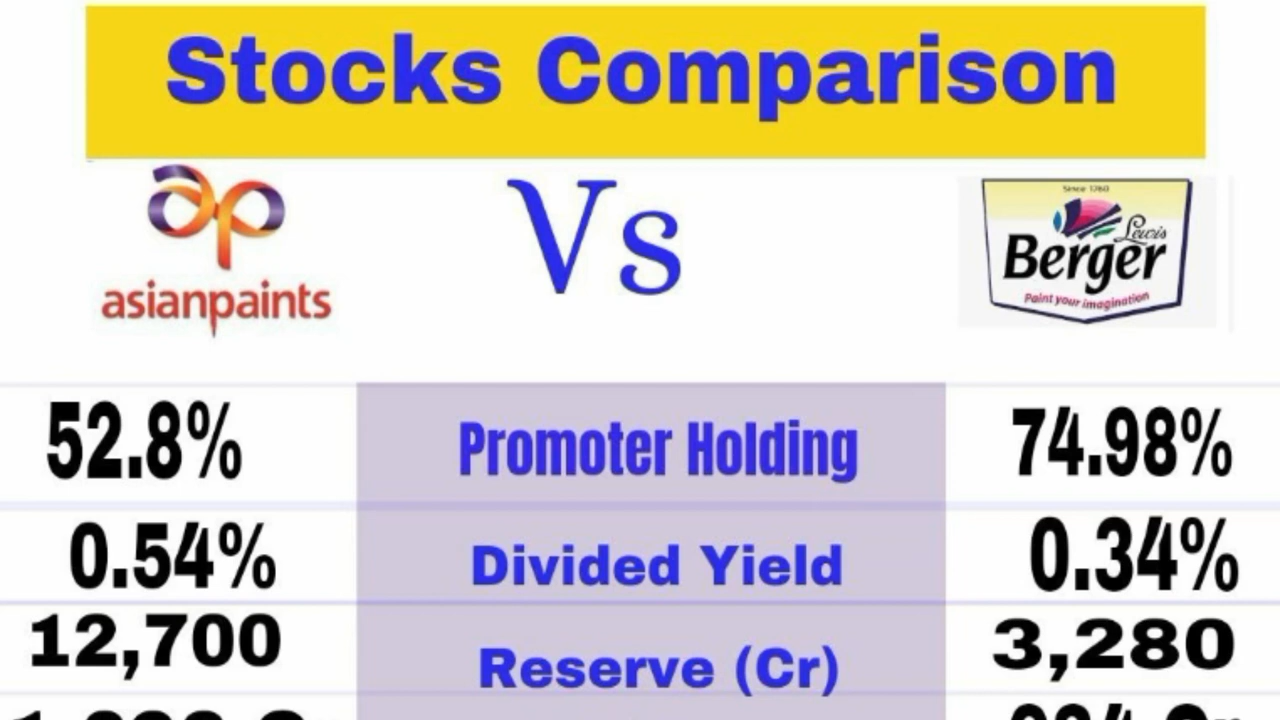 Stocks Comparison
Vs
asianpaints
Since 1760
Lewis
Berger
Paint your imagination
52.8% Promoter Holding 74.98%
0.54% Divided Yield 0.34%
12,700 Reserve (Cr) 3,280